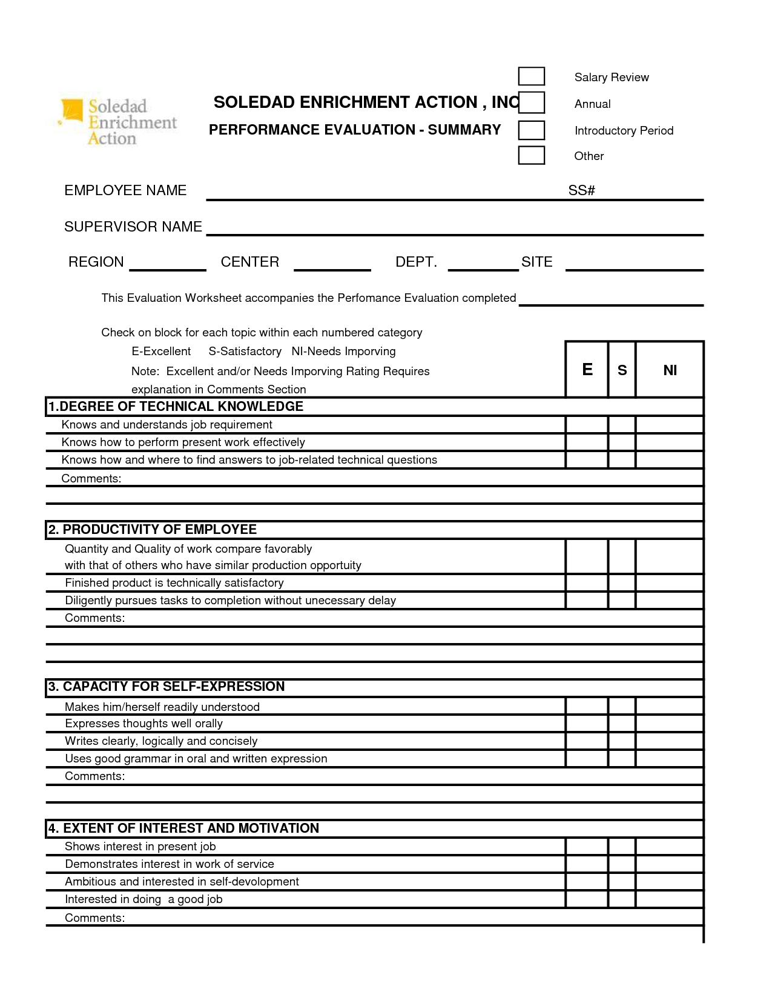 Salary Review
Soledad
Enrichment
Action
SOLEDAD ENRICHMENT ACTION , INC
Annual
PERFORMANCE EVALUATION - SUMMARY
Introductory Period
Other
EMPLOYEE NAME SS#
SUPERVISOR NAME
REGION CENTER DEPT. SITE
This Evaluation Worksheet accompanies the Perfomance Evaluation completed
Check on block for each topic within each numbered category
E-Excellent S-Satisfactory NI-Needs Imporving
Note: Excellent and/or Needs Imporving Rating Requires
explanation in Comments Section
E S NI
1.DEGREE OF TECHNICAL KNOWLEDGE
Knows and understands job requirement
Knows how to perform present work effectively
Knows how and where to find answers to job-related technical questions
Comments:
2. PRODUCTIVITY OF EMPLOYEE
Quantity and Quality of work compare favorably
with that of others who have similar production opportuity
Finished product is technically satisfactory
Diligently pursues tasks to completion without unecessary delay
Comments:
3. CAPACITY FOR SELF-EXPRESSION
Makes him/herself readily understood
Expresses thoughts well orally
Writes clearly, logically and concisely
Uses good grammar in oral and written expression
Comments:
4. EXTENT OF INTEREST AND MOTIVATION
Shows interest in present job
Demonstrates interest in work of service
Ambitious and interested in self-devolopment
Interested in doing  a good job
Comments: